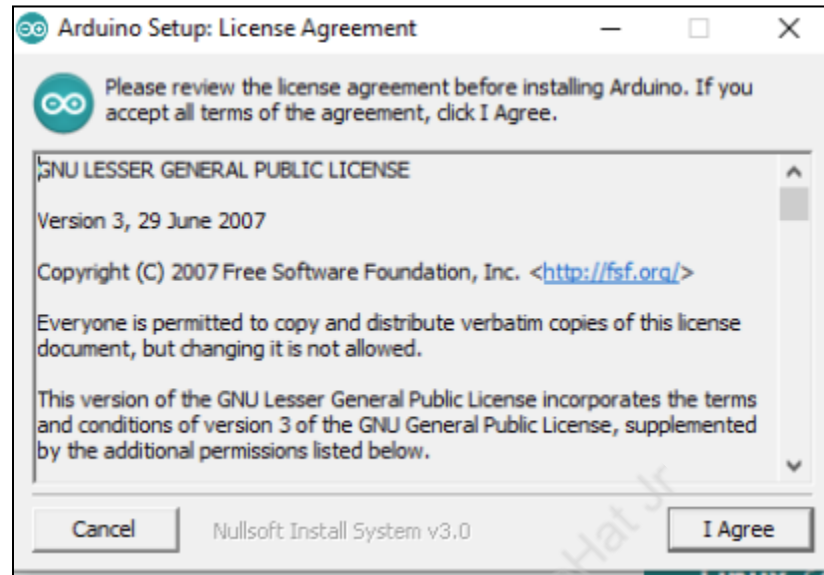 Arduino Setup: License Agreement
Please review the license agreement before installing Arduino. If you
accept all terms of the agreement, click I Agree.
GNU LESSER GENERAL PUBLIC LICENSE
Version 3, 29 June 2007
Copyright (C) 2007 Free Software Foundation, Inc. <http://fsf.org/>
Everyone is permitted to copy and distribute verbatim copies of this license
document, but changing it is not allowed.
This version of the GNU Lesser General Public License incorporates the terms
and conditions of version 3 of the GNU General Public License, supplemented
by the additional permissions listed below.
Cancel
Nullsoft Install System v3.0
I Agree
Hat Jr